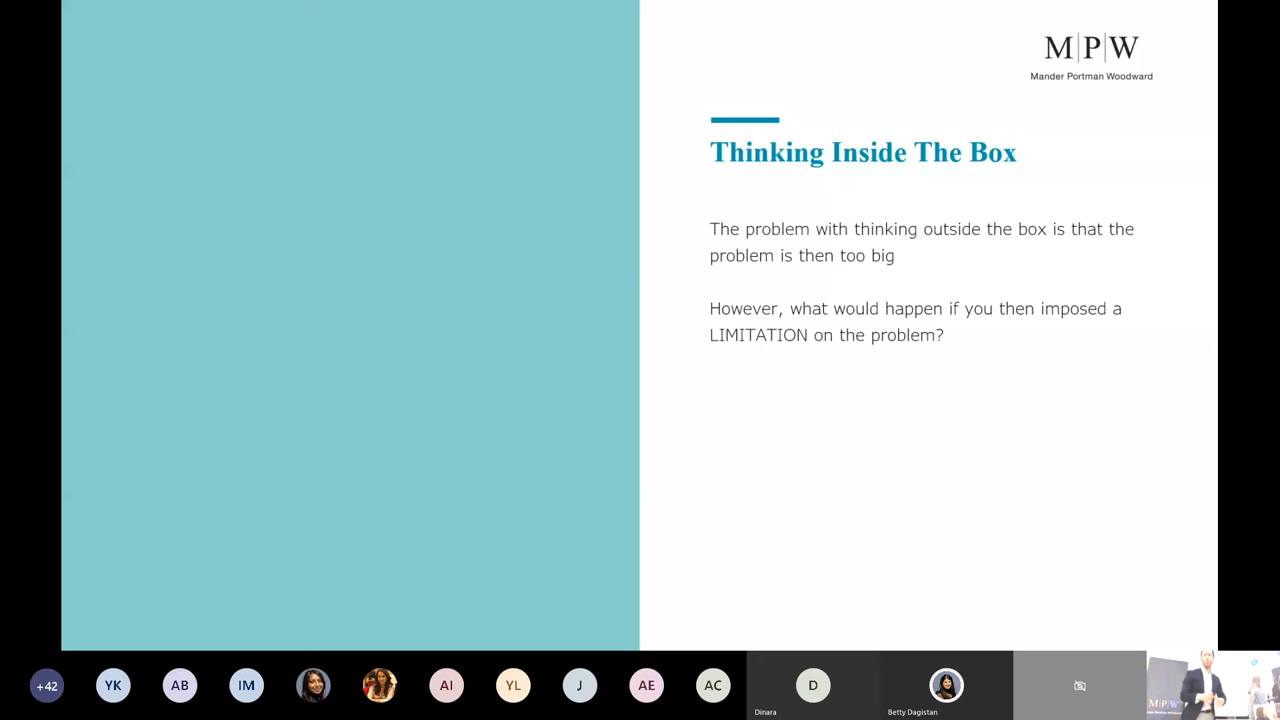 M|P|W
Mander Portman Woodward
Thinking Inside The Box
The problem with thinking outside the box is that the
problem is then too big
However, what would happen if you then imposed a
LIMITATION on the problem?
+42
YK
AB
IM
AI
YL
J
AE
AC
D
Dinara
Betty Dagistan
M|P|W